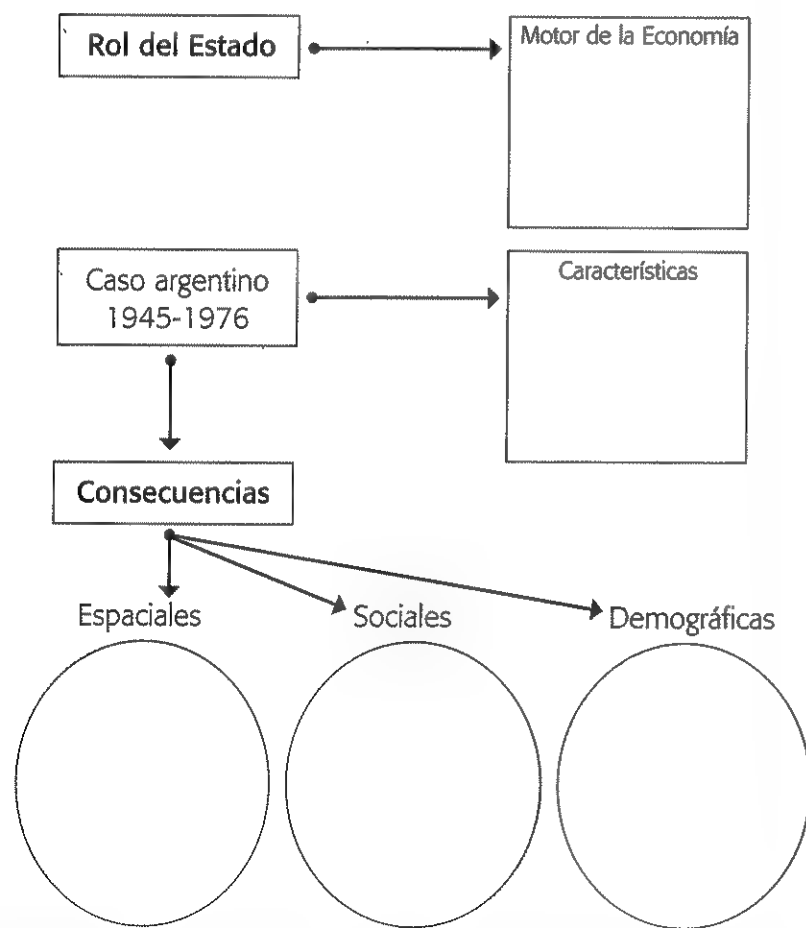 Rol del Estado
Motor de la Economía
Caso argentino
1945-1976
Características
Consecuencias
Espaciales
Sociales
Demográficas